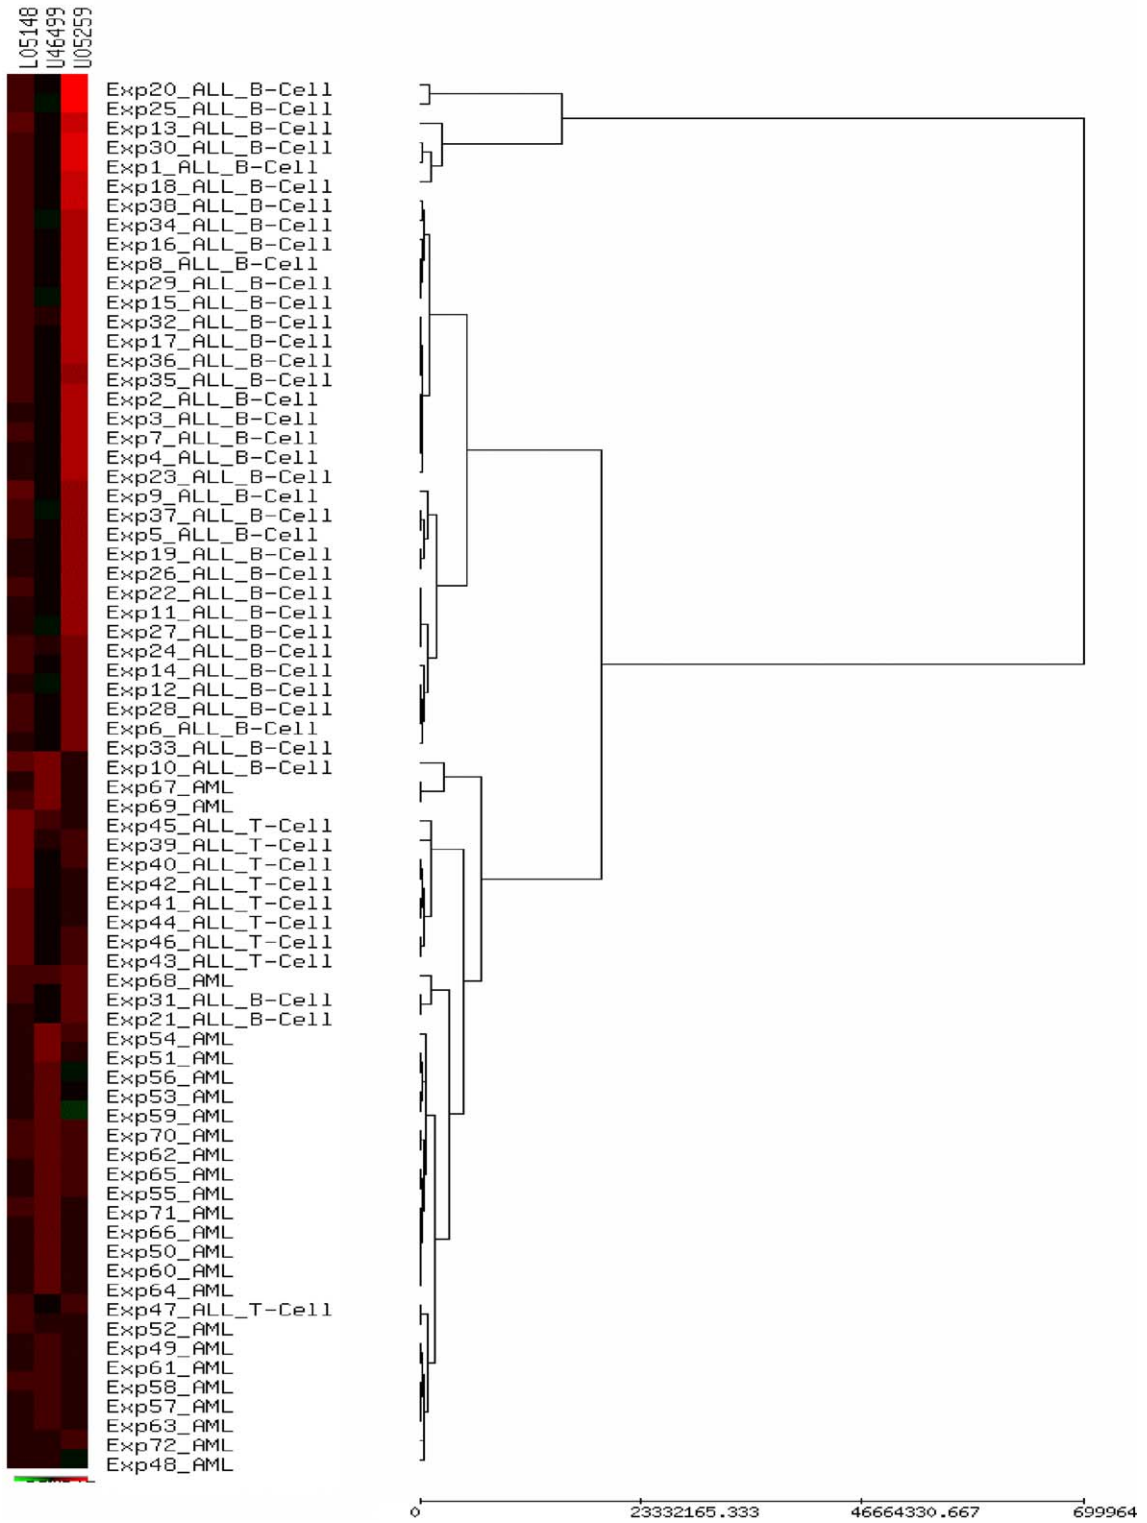 L05148
U46499
U05259
Exp20_ALL_B-Cell
Exp25_ALL_B-Cell
Exp13_ALL_B-Cell
Exp30_ALL_B-Cell
Exp1_ALL_B-Cell
Exp18_ALL_B-Cell
Exp38_ALL_B-Cell
Exp34_ALL_B-Cell
Exp16_ALL_B-Cell
Exp8_ALL_B-Cell
Exp29_ALL_B-Cell
Exp15_ALL_B-Cell
Exp32_ALL_B-Cell
Exp17_ALL_B-Cell
Exp36_ALL_B-Cell
Exp35_ALL_B-Cell
Exp2_ALL_B-Cell
Exp3_ALL_B-Cell
Exp7_ALL_B-Cell
Exp4_ALL_B-Cell
Exp23_ALL_B-Cell
Exp9_ALL_B-Cell
Exp37_ALL_B-Cell
Exp5_ALL_B-Cell
Exp19_ALL_B-Cell
Exp26_ALL_B-Cell
Exp22_ALL_B-Cell
Exp11_ALL_B-Cell
Exp27_ALL_B-Cell
Exp24_ALL_B-Cell
Exp14_ALL_B-Cell
Exp12_ALL_B-Cell
Exp28_ALL_B-Cell
Exp6_ALL_B-Cell
Exp33_ALL_B-Cell
Exp10_ALL_B-Cell
Exp67_AML
Exp69_AML
Exp45_ALL_T-Cell
Exp39_ALL_T-Cell
Exp40_ALL_T-Cell
Exp42_ALL_T-Cell
Exp41_ALL_T-Cell
Exp44_ALL_T-Cell
Exp46_ALL_T-Cell
Exp43_ALL_T-Cell
Exp68_AML
Exp31_ALL_B-Cell
Exp21_ALL_B-Cell
Exp54_AML
Exp51_AML
Exp56_AML
Exp53_AML
Exp59_AML
Exp70_AML
Exp62_AML
Exp65_AML
Exp55_AML
Exp71_AML
Exp66_AML
Exp50_AML
Exp60_AML
Exp64_AML
Exp47_ALL_T-Cell
Exp52_AML
Exp49_AML
Exp61_AML
Exp58_AML
Exp57_AML
Exp63_AML
Exp72_AML
Exp48_AML
0 23332165.333 46664330.667 699964